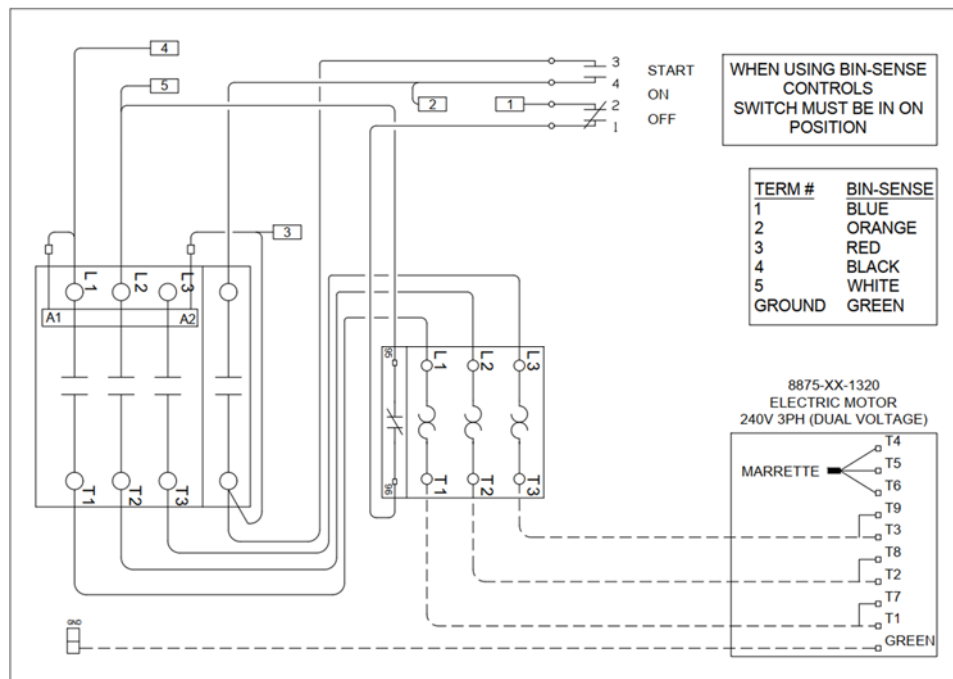 4
5
3
4
2
1
2
1
START
ON
OFF
WHEN USING BIN-SENSE
CONTROLS
SWITCH MUST BE IN ON
POSITION
TERM # BIN-SENSE
1 BLUE
2 ORANGE
3 RED
4 BLACK
5 WHITE
GROUND GREEN
3
L1
L2
L3
A1
A2
T1
T2
T3
95
L1
L2
L3
96
T1
T2
T3
8875-XX-1320
ELECTRIC MOTOR
240V 3PH (DUAL VOLTAGE)
MARRETTE
T4
T5
T6
T9
T3
T8
T2
T7
T1
GREEN
GND